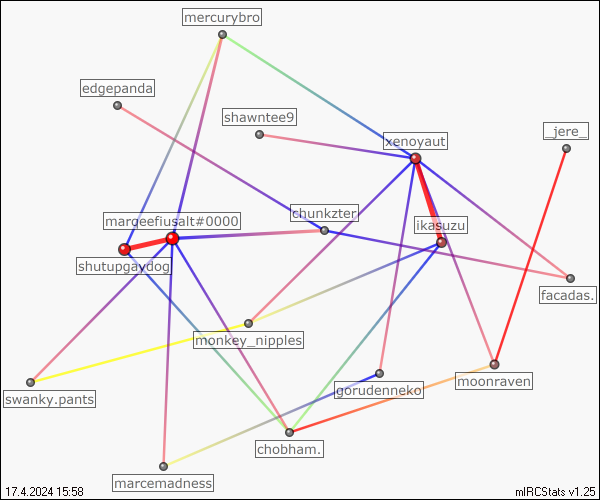 mercurybro
edgepanda
shawntee9
_jere_
xenoyaut
chunkzter
marqeefiusalt#0000
ikasuzu
shutupgaydog
facadas.
monkey_nipples
moonraven
gorudenneko
swanky.pants
chobham.
marcemadness
17.4.2024 15:58
mIRCStats v1.25